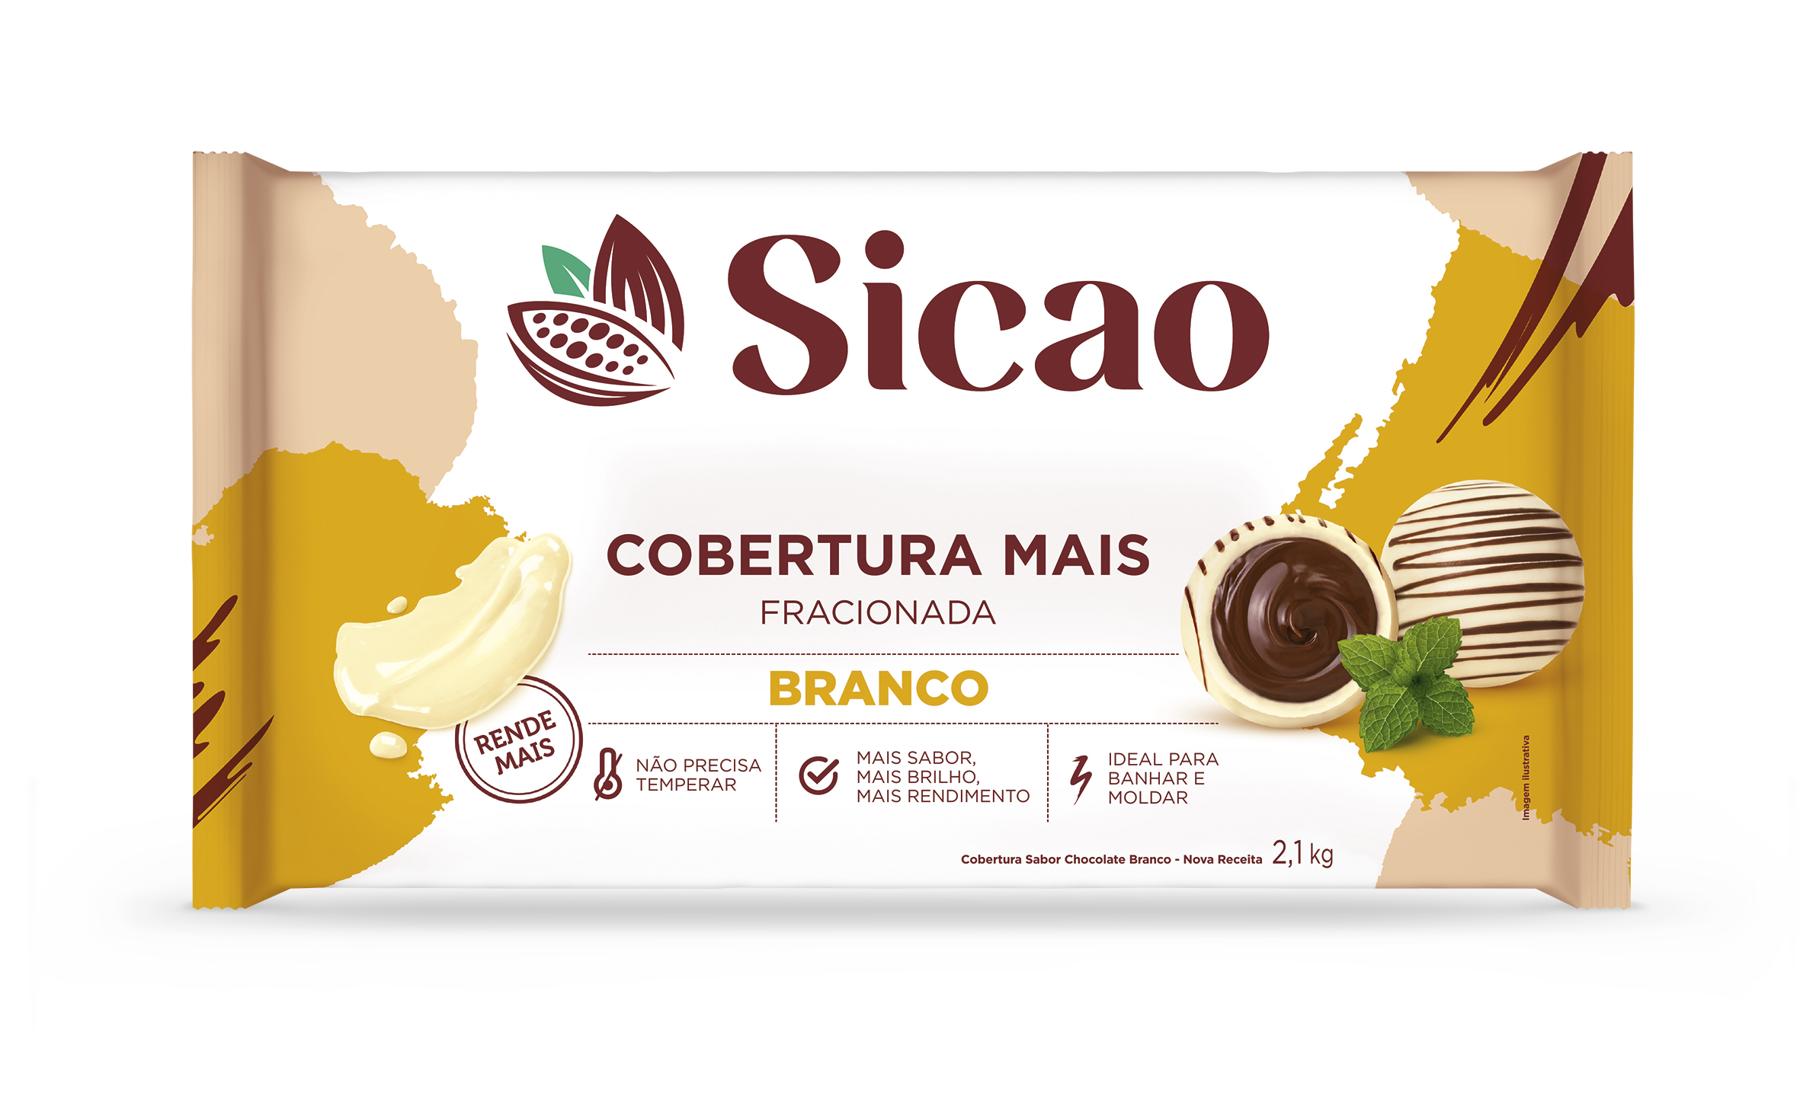 Sicao
COBERTURA MAIS
FRACIONADA
BRANCO
RENDE
MAIS
NÃO PRECISA
TEMPERAR
MAIS SABOR,
MAIS BRILHO,
MAIS RENDIMENTO
IDEAL PARA
BANHAR E
MOLDAR
Imagem ilustrativa
Cobertura Sabor Chocolate Branco - Nova Receita 2,1 kg